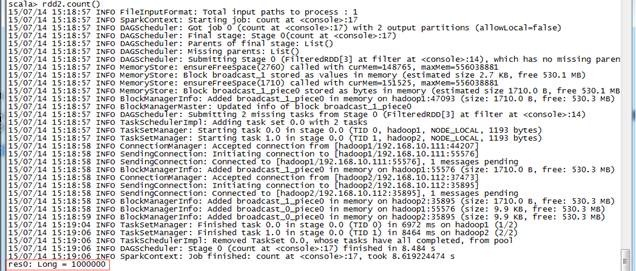 scala> rdd2.count()
15/07/14 15:18:57 INFO FileInputFormat: Total input paths to process : 1
15/07/14 15:18:57 INFO SparkContext: Starting job: count at <console>:17
15/07/14 15:18:57 INFO DAGScheduler: Got job 0 (count at <console>:17) with 2 output partitions (allowLocal=false)
15/07/14 15:18:57 INFO DAGScheduler: Final stage: Stage 0(count at <console>:17)
15/07/14 15:18:57 INFO DAGScheduler: Parents of final stage: List()
15/07/14 15:18:57 INFO DAGScheduler: Missing parents: List()
15/07/14 15:18:57 INFO DAGScheduler: Submitting Stage 0 (FilteredRDD[3] at filter at <console>:14), which has no missing paren
15/07/14 15:18:57 INFO MemoryStore: ensureFreeSpace(2760) called with curMem=148765, maxMem=556038881
15/07/14 15:18:57 INFO MemoryStore: Block broadcast_1 stored as values in memory (estimated size 2.7 KB, free 530.1 MB)
15/07/14 15:18:57 INFO MemoryStore: ensureFreeSpace(1710) called with curMem=151525, maxMem=556038881
15/07/14 15:18:57 INFO MemoryStore: Block broadcast_1_piece0 stored as bytes in memory (estimated size 1710.0 B, free 530.1 MB
15/07/14 15:18:57 INFO BlockManagerInfo: Added broadcast_1_piece0 in memory on hadoop1:47093 (size: 1710.0 B, free: 530.3 MB)
15/07/14 15:18:57 INFO BlockManagerMaster: Updated info of block broadcast_1_piece0
15/07/14 15:18:57 INFO DAGScheduler: Submitting 2 missing tasks from Stage 0 (FilteredRDD[3] at filter at <console>:14)
15/07/14 15:18:57 INFO TaskSchedulerImpl: Adding task set 0.0 with 2 tasks
15/07/14 15:18:57 INFO TaskSetManager: Starting task 0.0 in stage 0.0 (TID 0, hadoop1, NODE_LOCAL, 1193 bytes)
15/07/14 15:18:57 INFO TaskSetManager: Starting task 1.0 in stage 0.0 (TID 1, hadoop2, NODE_LOCAL, 1193 bytes)
15/07/14 15:18:58 INFO ConnectionManager: Accepted connection from [hadoop1/192.168.10.111:44207]
15/07/14 15:18:58 INFO SendingConnection: Initiating connection to [hadoop1/192.168.10.111:55576]
15/07/14 15:18:58 INFO SendingConnection: Connected to [hadoop1/192.168.10.111:55576], 1 messages pending
15/07/14 15:18:58 INFO BlockManagerInfo: Added broadcast_1_piece0 in memory on hadoop1:55576 (size: 1710.0 B, free: 530.3 MB)
15/07/14 15:18:58 INFO ConnectionManager: Accepted connection from [hadoop2/192.168.10.112:37473]
15/07/14 15:18:58 INFO SendingConnection: Initiating connection to [hadoop2/192.168.10.112:35895]
15/07/14 15:18:58 INFO SendingConnection: Connected to [hadoop2/192.168.10.112:35895], 1 messages pending
15/07/14 15:18:58 INFO BlockManagerInfo: Added broadcast_1_piece0 in memory on hadoop2:35895 (size: 1710.0 B, free: 530.3 MB)
15/07/14 15:18:58 INFO BlockManagerInfo: Added broadcast_0_piece0 in memory on hadoop1:55576 (size: 9.9 KB, free: 530.3 MB)
15/07/14 15:18:59 INFO BlockManagerInfo: Added broadcast_0_piece0 in memory on hadoop2:35895 (size: 9.9 KB, free: 530.3 MB)
15/07/14 15:19:04 INFO TaskSetManager: Finished task 0.0 in stage 0.0 (TID 0) in 6972 ms on hadoop1 (1/2)
15/07/14 15:19:06 INFO TaskSetManager: Finished task 1.0 in stage 0.0 (TID 1) in 8464 ms on hadoop2 (2/2)
15/07/14 15:19:06 INFO TaskSchedulerImpl: Removed TaskSet 0.0, whose tasks have all completed, from pool
15/07/14 15:19:06 INFO DAGScheduler: Stage 0 (count at <console>:17) finished in 8.484 s
15/07/14 15:19:06 INFO SparkContext: Job finished: count at <console>:17, took 8.619224474 s
res0: Long = 1000000